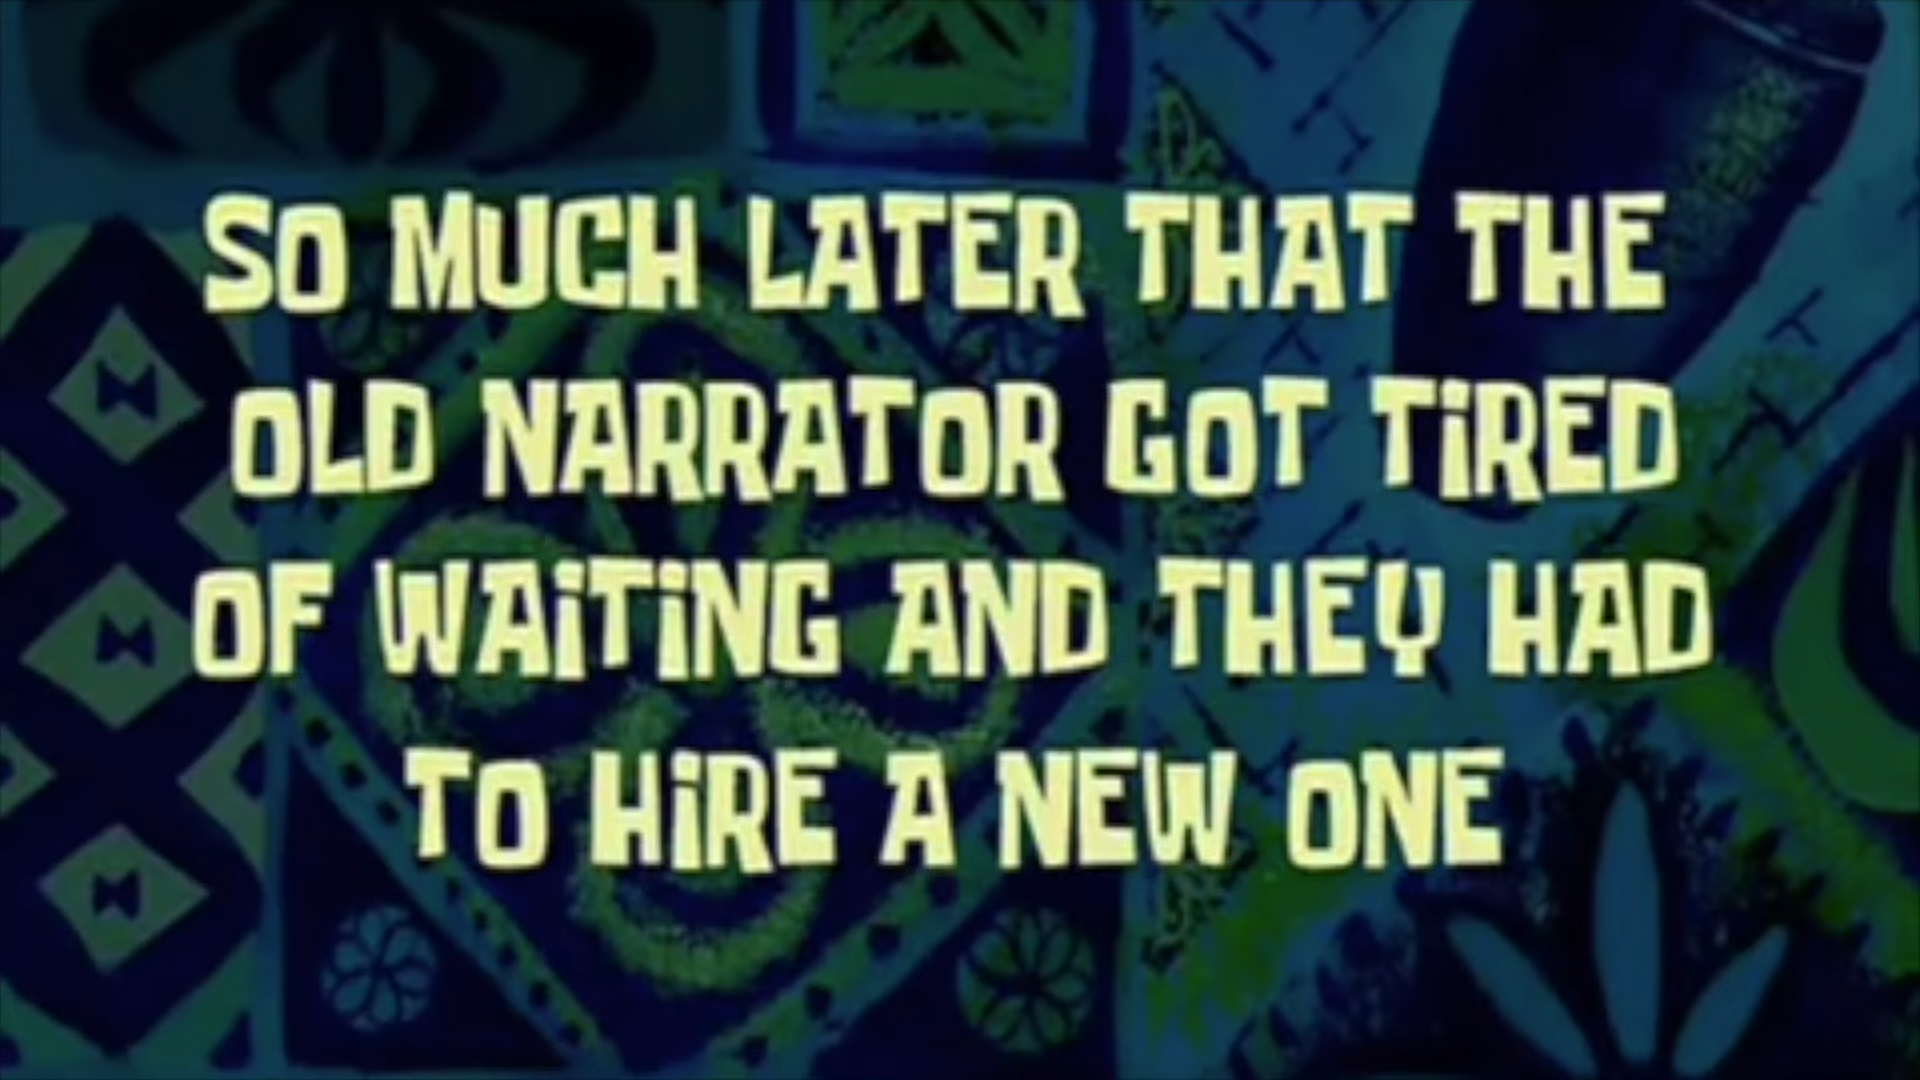 SO MUCH LATER THAT THE
OLD NARRATOR GOT TIRED
OF WAITING AND THEY HAD
TO HIRE A NEW ONE